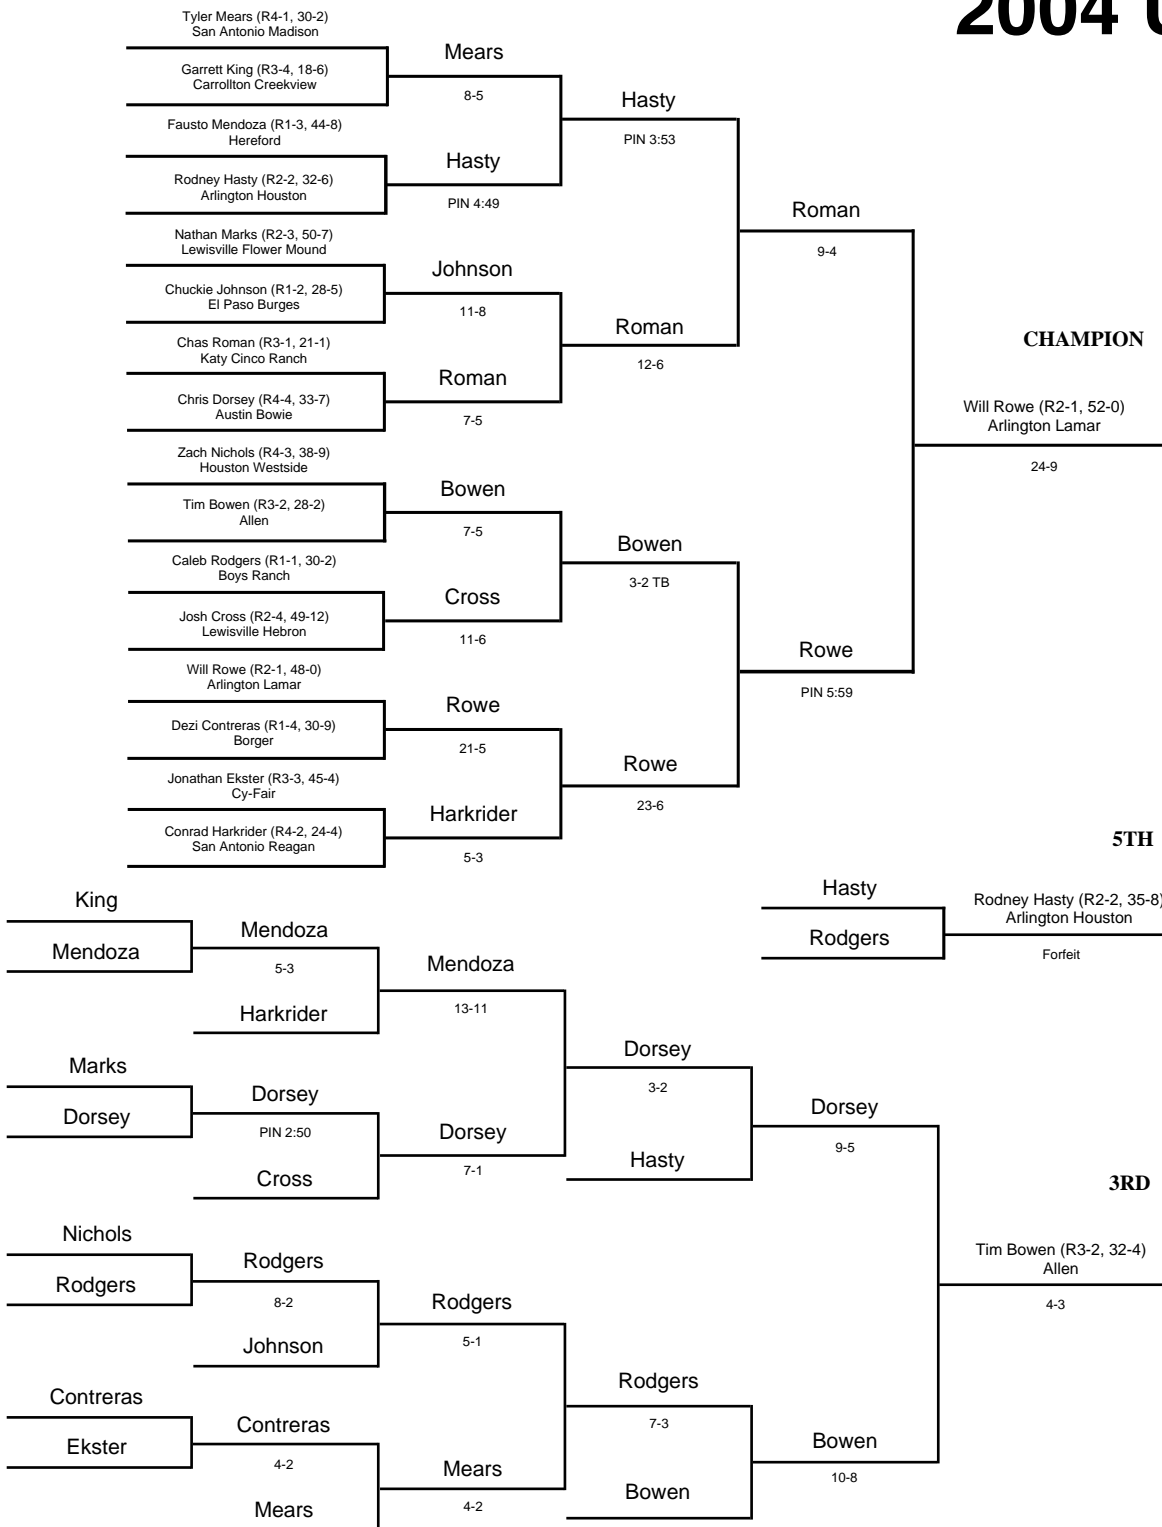 2004 U
Tyler Mears (R4-1, 30-2)
San Antonio Madison
Garrett King (R3-4, 18-6)
Carrollton Creekview
Fausto Mendoza (R1-3, 44-8)
Hereford
Rodney Hasty (R2-2, 32-6)
Arlington Houston
Nathan Marks (R2-3, 50-7)
Lewisville Flower Mound
Chuckie Johnson (R1-2, 28-5)
El Paso Burges
Chas Roman (R3-1, 21-1)
Katy Cinco Ranch
Chris Dorsey (R4-4, 33-7)
Austin Bowie
Zach Nichols (R4-3, 38-9)
Houston Westside
Tim Bowen (R3-2, 28-2)
Allen
Caleb Rodgers (R1-1, 30-2)
Boys Ranch
Josh Cross (R2-4, 49-12)
Lewisville Hebron
Will Rowe (R2-1, 48-0)
Arlington Lamar
Dezi Contreras (R1-4, 30-9)
Borger
Jonathan Ekster (R3-3, 45-4)
Cy-Fair
Conrad Harkrider (R4-2, 24-4)
San Antonio Reagan
Mears
8-5
Hasty
PIN 4:49
Johnson
11-8
Roman
7-5
Bowen
7-5
Cross
11-6
Rowe
21-5
Harkrider
5-3
Hasty
PIN 3:53
Roman
12-6
Bowen
3-2 TB
Rowe
23-6
Roman
9-4
Rowe
PIN 5:59
CHAMPION
Will Rowe (R2-1, 52-0)
Arlington Lamar
24-9
5TH
Hasty
Rodgers
Rodney Hasty (R2-2, 35-8)
Arlington Houston
Forfeit
King
Mendoza
Marks
Dorsey
Nichols
Rodgers
Contreras
Ekster
Mendoza
5-3
Harkrider
Dorsey
PIN 2:50
Cross
Rodgers
8-2
Johnson
Contreras
4-2
Mears
Mendoza
13-11
Dorsey
7-1
Rodgers
5-1
Mears
4-2
Dorsey
3-2
Hasty
Rodgers
7-3
Bowen
Dorsey
9-5
Bowen
10-8
3RD
Tim Bowen (R3-2, 32-4)
Allen
4-3